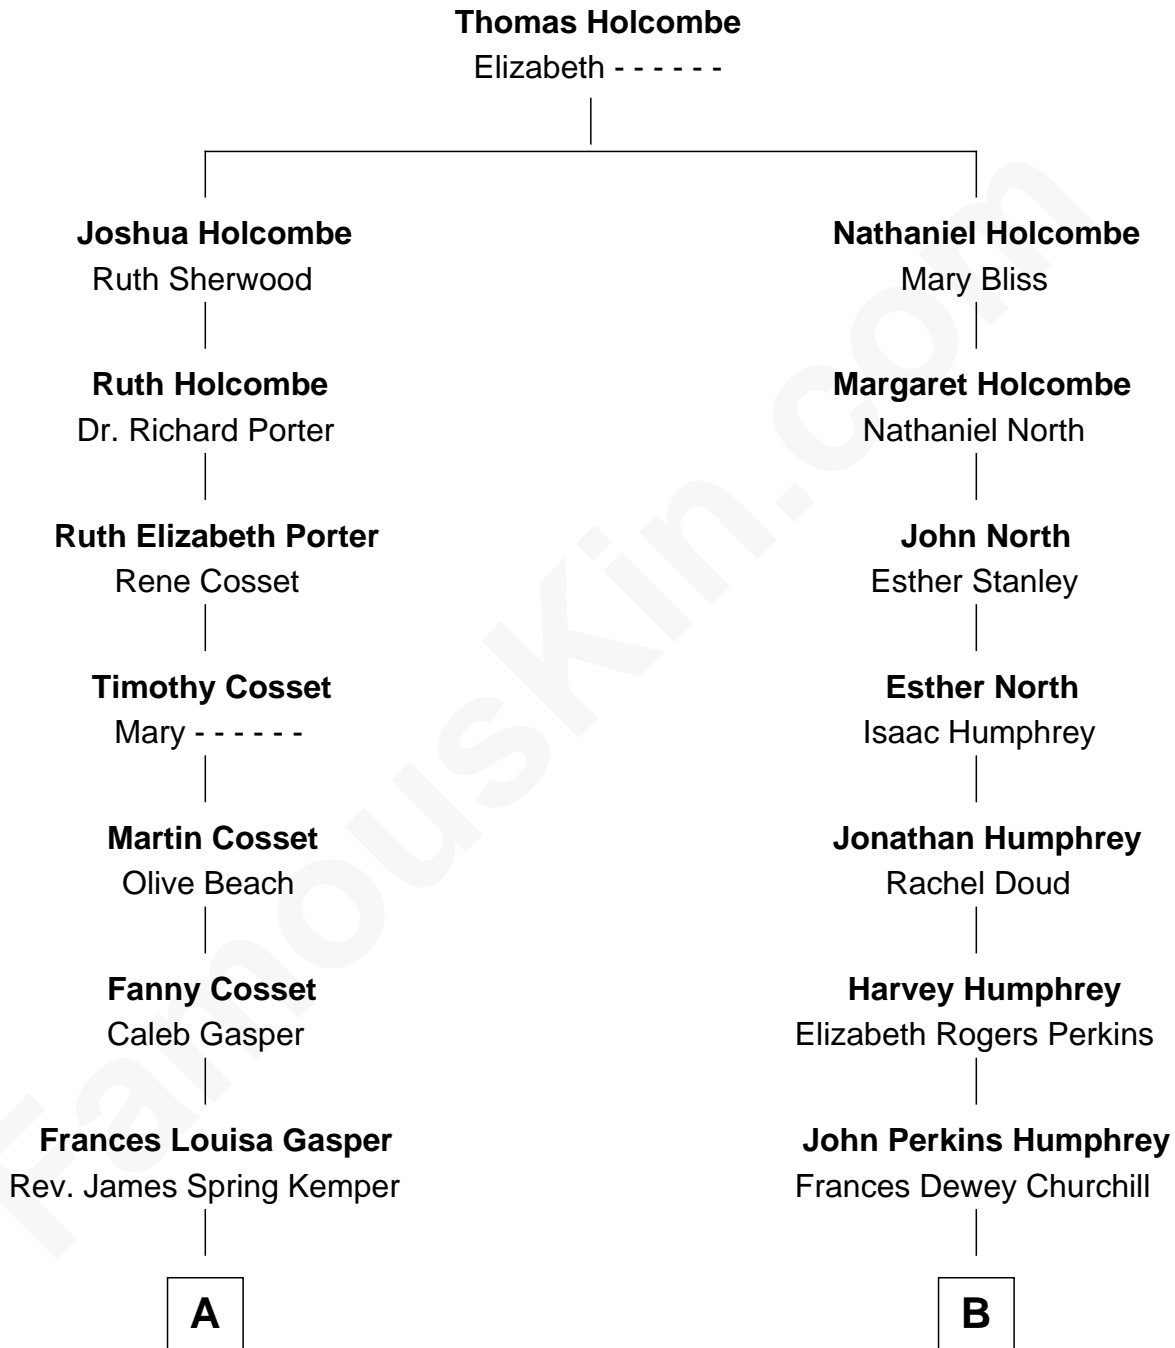 Thomas Holcombe
Elizabeth - - - - - -
Joshua Holcombe
Ruth Sherwood
Nathaniel Holcombe
Mary Bliss
Ruth Holcombe
Dr. Richard Porter
Margaret Holcombe
Nathaniel North
Ruth Elizabeth Porter
Rene Cosset
John North
Esther Stanley
Timothy Cosset
Mary - - - - - -
Esther North
Isaac Humphrey
Martin Cosset
Olive Beach
Jonathan Humphrey
Rachel Doud
Fanny Cosset
Caleb Gasper
Harvey Humphrey
Elizabeth Rogers Perkins
Frances Louisa Gasper
Rev. James Spring Kemper
John Perkins Humphrey
Frances Dewey Churchill
A
B
FamousKin.com